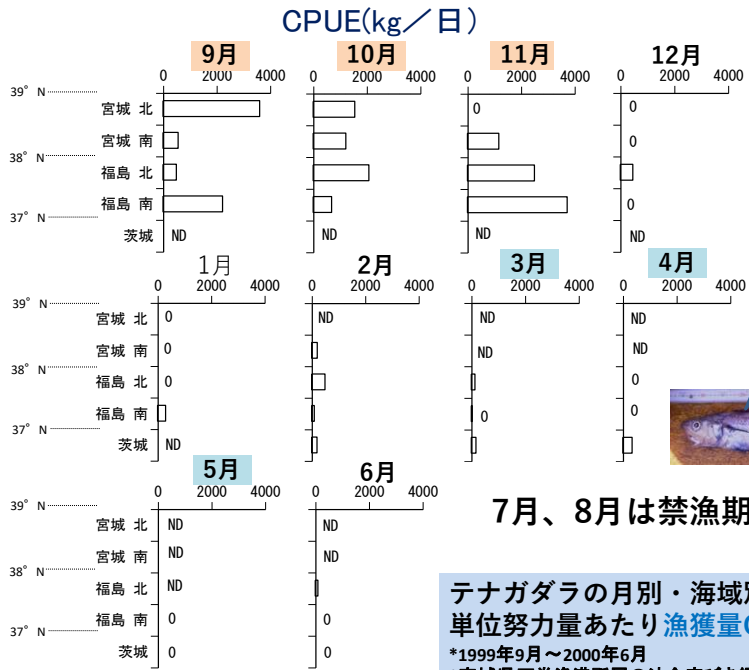 CPUE(kg／日)
9月 10月 11月 12月
0 2000 4000 0 2000 4000 0 2000 4000 0 2000 4000
39° N
宮城 北 0 0
宮城 南 0
38° N
福島 北
福島 南 0
37° N
茨城 ND ND ND ND
1月 2月 3月 4月
0 2000 4000 0 2000 4000 0 2000 4000 0 2000 4000
39° N
宮城 北 0 ND ND ND
宮城 南 0 ND ND
38° N
福島 北 0 0
福島 南 0 0
37° N
茨城 ND
5月 6月
0 2000 4000 0 2000 4000
39° N
宮城 北 ND ND
宮城 南 ND ND
38° N
福島 北 ND
福島 南 0 0
37° N
茨城 0 0
7月、8月は禁漁期
テナガダラの月別・海域
単位努力量あたり漁獲量
*1999年9月～2000年6月